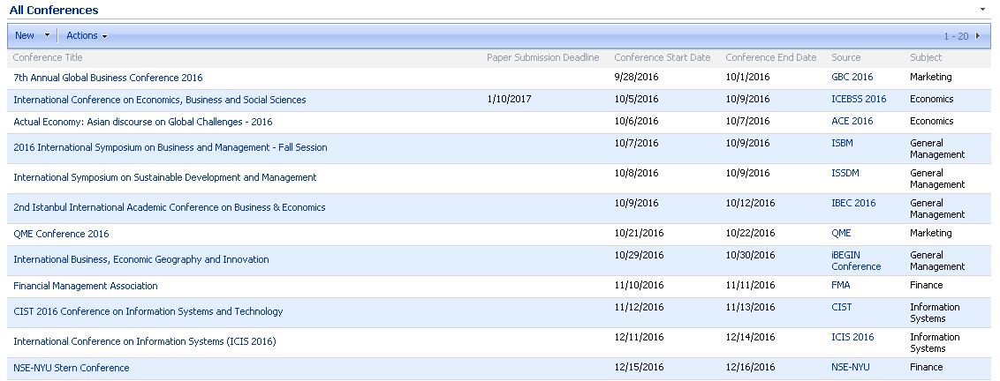 All Conferences
New Actions 1 - 20
Conference Title Paper Submission Deadline Conference Start Date Conference End Date Source Subject
7th Annual Global Business Conference 2016 9/28/2016 10/1/2016 GBC 2016 Marketing
International Conference on Economics, Business and Social Sciences 1/10/2017 10/5/2016 10/9/2016 ICEBSS 2016 Economics
Actual Economy: Asian discourse on Global Challenges - 2016 10/6/2016 10/7/2016 ACE 2016 Economics
2016 International Symposium on Business and Management - Fall Session 10/7/2016 10/9/2016 ISBM General
Management
International Symposium on Sustainable Development and Management 10/8/2016 10/9/2016 ISSDM General
Management
2nd Istanbul International Academic Conference on Business & Economics 10/9/2016 10/12/2016 IBEC 2016 General
Management
QME Conference 2016 10/21/2016 10/22/2016 QME Marketing
International Business, Economic Geography and Innovation 10/29/2016 10/30/2016 iBEGIN General
Conference Management
Financial Management Association 11/10/2016 11/11/2016 FMA Finance
CIST 2016 Conference on Information Systems and Technology 11/12/2016 11/13/2016 CIST Information
Systems
International Conference on Information Systems (ICIS 2016) 12/11/2016 12/14/2016 ICIS 2016 Information
Systems
NSE-NYU Stern Conference 12/15/2016 12/16/2016 NSE-NYU Finance